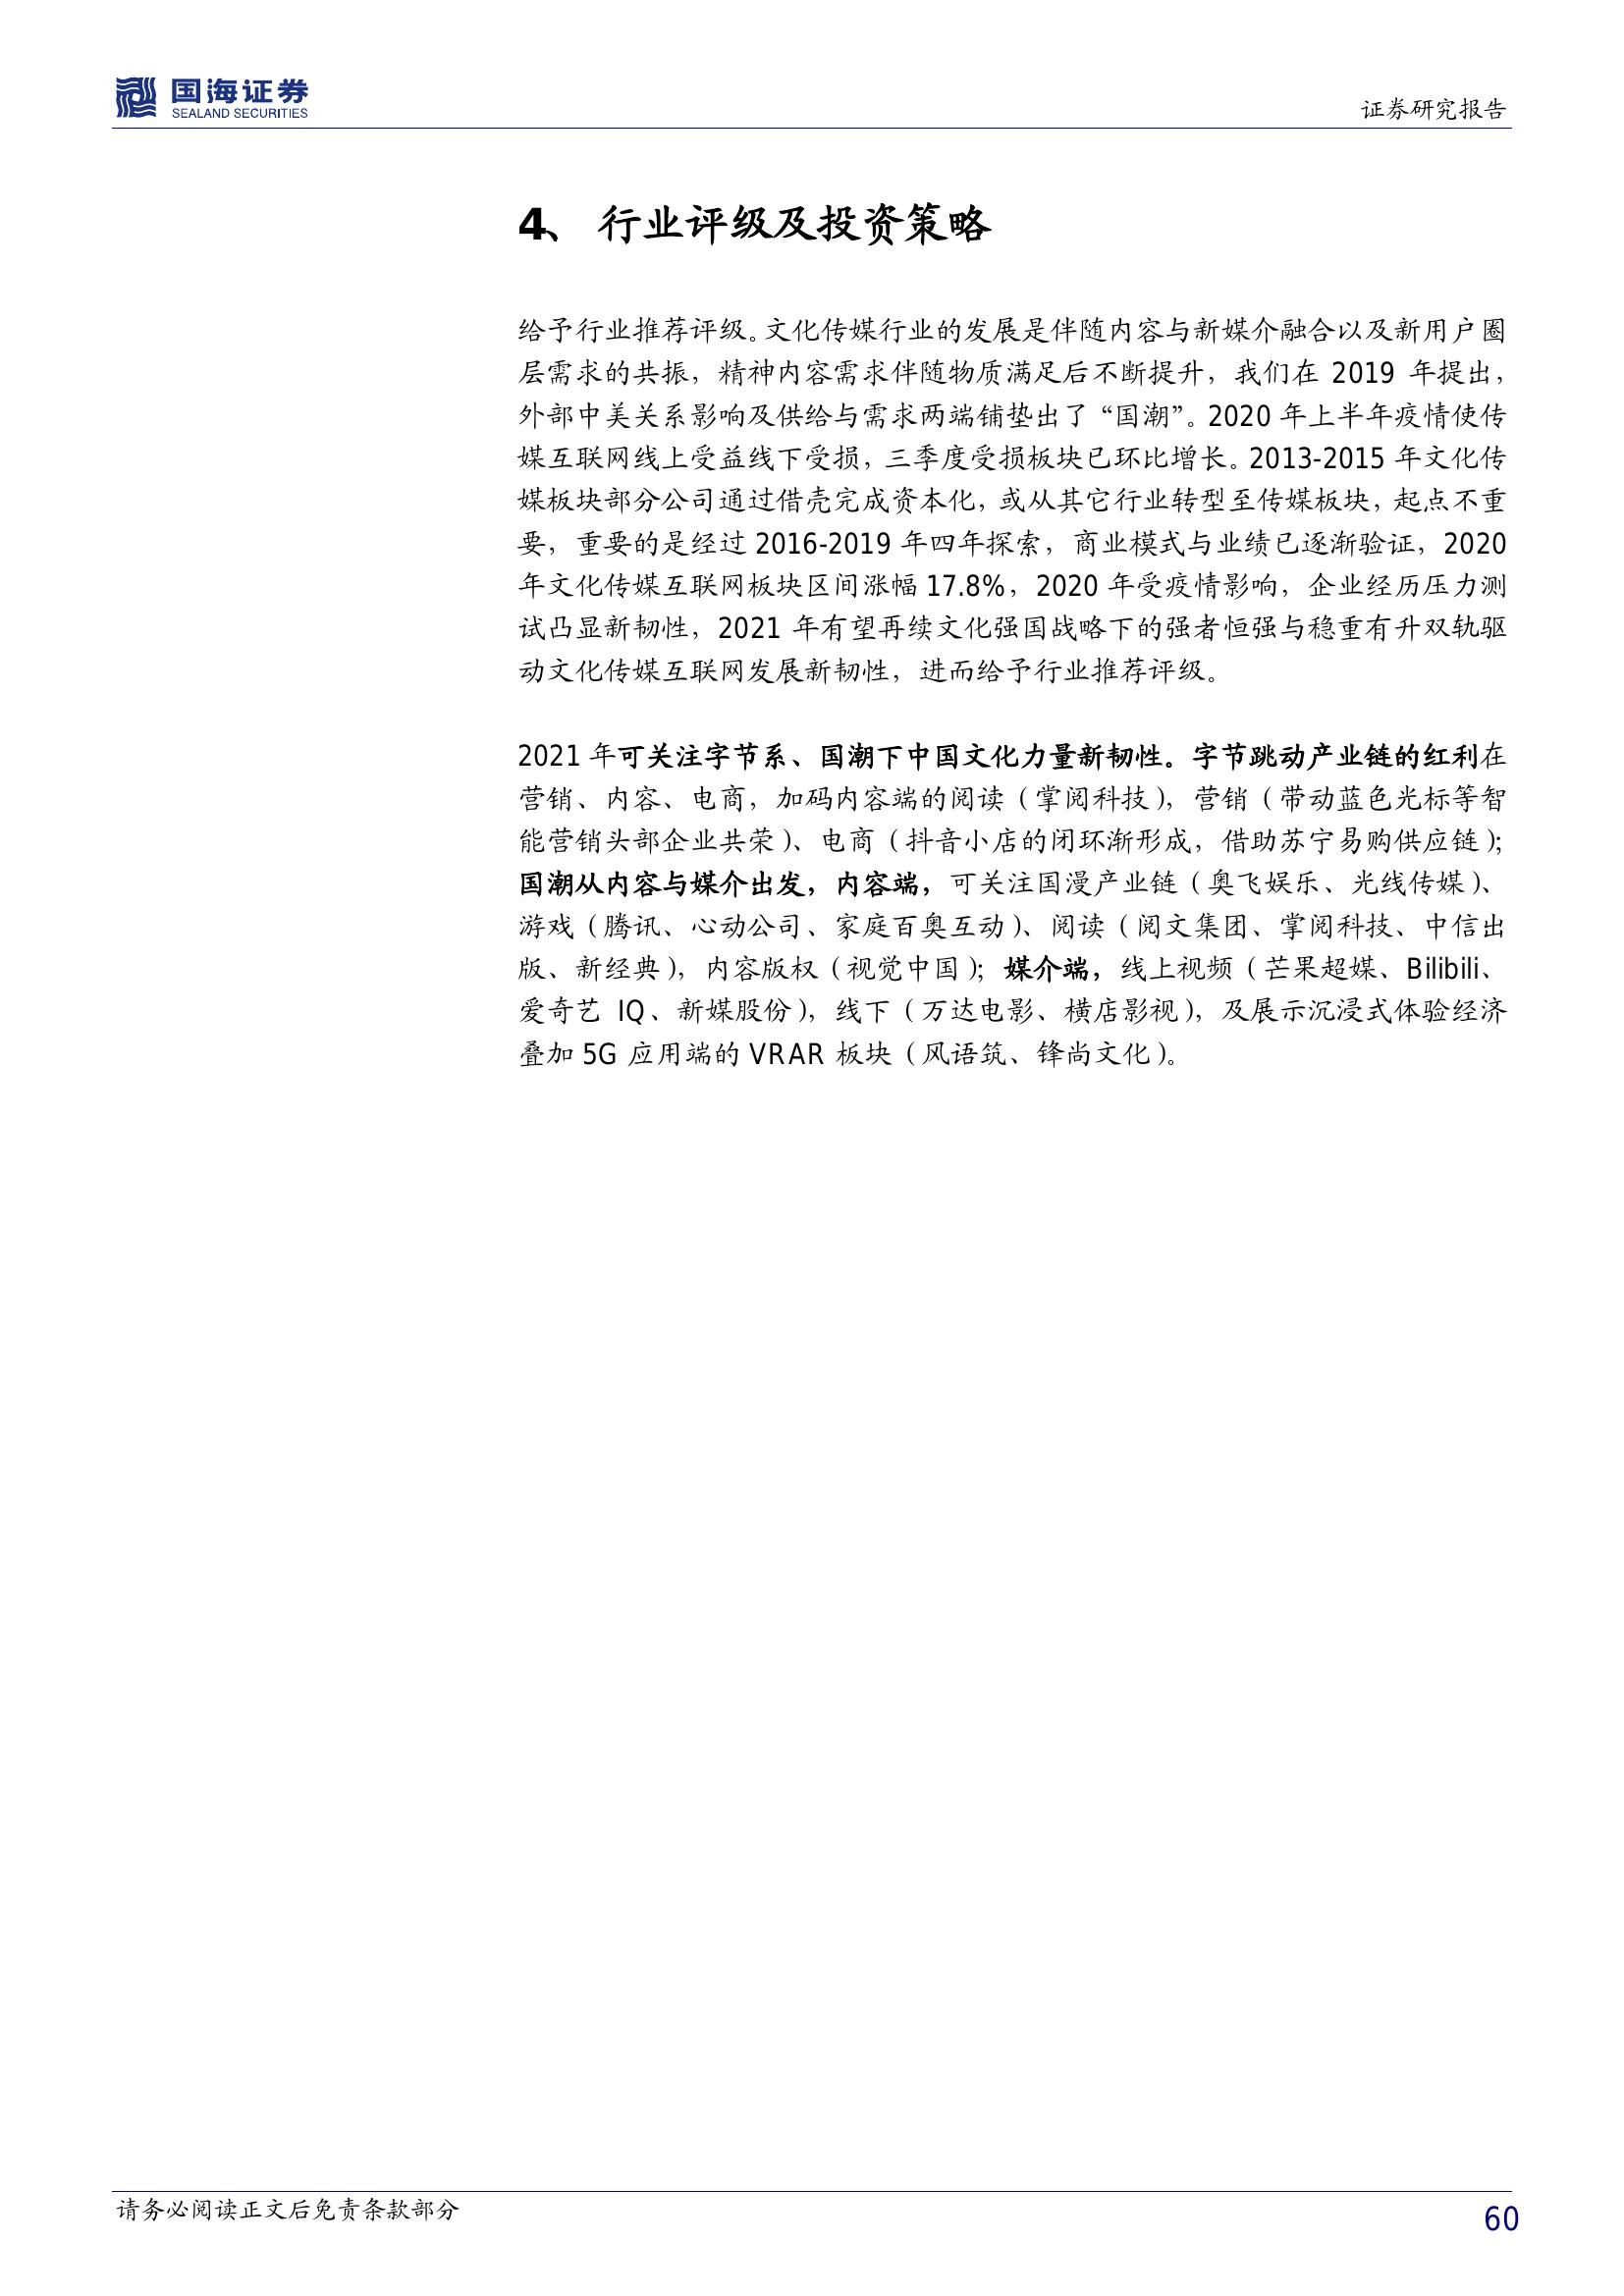 国海证券
SEALAND SECURITIES
证券研究报告
4、 行业评级及投资策略
给予行业推荐评级。文化传媒行业的发展是伴随内容与新媒介融合以及新用户圈
层需求的共振，精神内容需求伴随物质满足后不断提升，我们在 2019 年提出，
外部中美关系影响及供给与需求两端铺垫出了“国潮”。2020 年上半年疫情使传
媒互联网线上受益线下受损，三季度受损板块已环比增长。2013-2015 年文化传
媒板块部分公司通过借壳完成资本化，或从其它行业转型至传媒板块，起点不重
要，重要的是经过 2016-2019 年四年探索，商业模式与业绩已逐渐验证，2020
年文化传媒互联网板块区间涨幅 17.8%，2020 年受疫情影响，企业经历压力测
试凸显新韧性，2021 年有望再续文化强国战略下的强者恒强与稳重有升双轨驱
动文化传媒互联网发展新韧性，进而给予行业推荐评级。
2021 年可关注字节系、国潮下中国文化力量新韧性。字节跳动产业链的红利在
营销、内容、电商，加码内容端的阅读（掌阅科技），营销（带动蓝色光标等智
能营销头部企业共荣）、电商（抖音小店的闭环渐形成，借助苏宁易购供应链）；
国潮从内容与媒介出发，内容端，可关注国漫产业链（奥飞娱乐、光线传媒）、
游戏（腾讯、心动公司、家庭百奥互动）、阅读（阅文集团、掌阅科技、中信出
版、新经典），内容版权（视觉中国）；媒介端，线上视频（芒果超媒、Bilibili、
爱奇艺 IQ、新媒股份），线下（万达电影、横店影视），及展示沉浸式体验经济
叠加 5G 应用端的 VRAR 板块（风语筑、锋尚文化）。
请务必阅读正文后免责条款部分
60